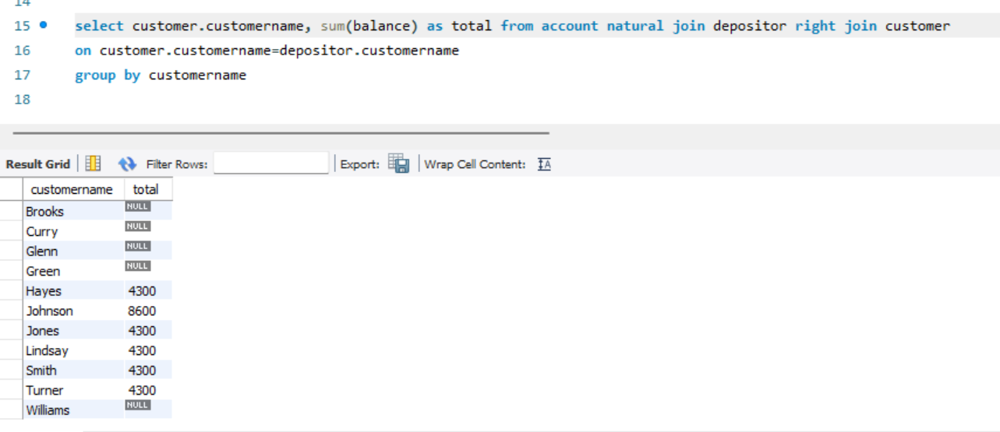 14
15 select customer.customername, sum(balance) as total from account natural join depositor right join customer
16 on customer.customername=depositor.customername
17 group by customername
18
Result Grid Filter Rows: Export: Wrap Cell Content: IA
customername total
Brooks NULL
Curry NULL
Glenn NULL
Green NULL
Hayes 4300
Johnson 8600
Jones 4300
Lindsay 4300
Smith 4300
Turner 4300
Williams NULL